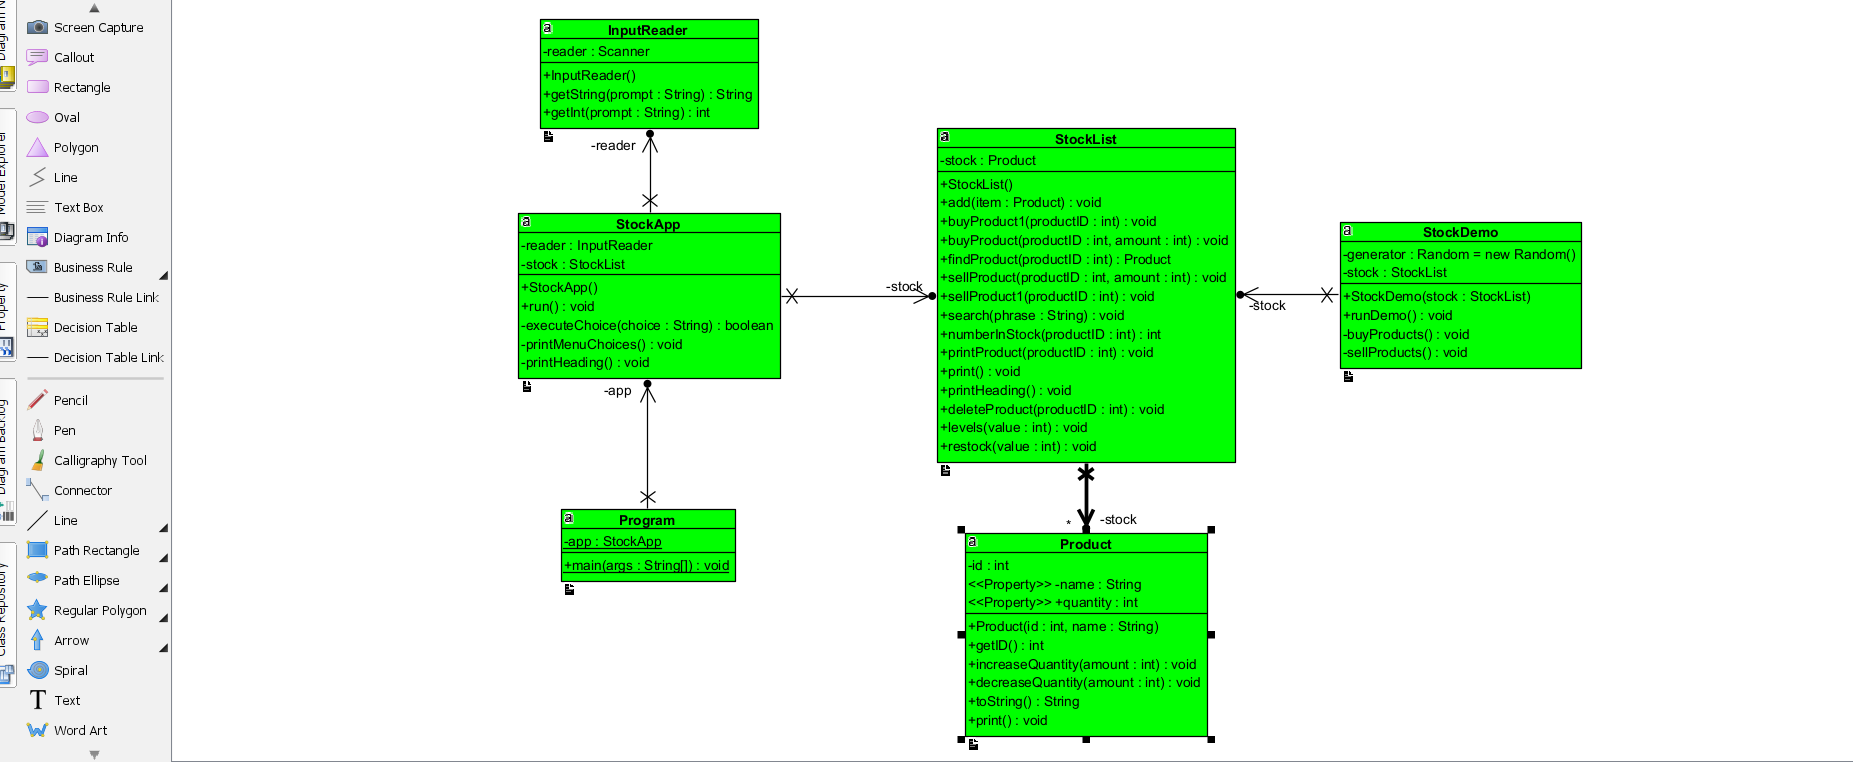 Screen Capture
Callout
Rectangle
Oval
Polygon
Line
Text Box
Diagram Info
Business Rule
Business Rule Link
Decision Table
Decision Table Link
Pencil
Pen
Calligraphy Tool
Connector
Line
Path Rectangle
Path Ellipse
Regular Polygon
Arrow
Spiral
Text
Word Art
Model Explorer
Property
Diagram Backlog
Class Repository
InputReader
-reader : Scanner
+InputReader()
+getString(prompt : String) : String
+getInt(prompt : String) : int
-reader
StockApp
-reader : InputReader
-stock : StockList
+StockApp()
+run() : void
-executeChoice(choice : String) : boolean
-printMenuChoices() : void
-printHeading() : void
-app
Program
-app : StockApp
+main(args : String[]) : void
-stock
StockList
-stock : Product
+StockList()
+add(item : Product) : void
+buyProduct1(productID : int) : void
+buyProduct(productID : int, amount : int) : void
+findProduct(productID : int) : Product
+sellProduct(productID : int, amount : int) : void
+sellProduct1(productID : int) : void
+search(phrase : String) : void
+numberInStock(productID : int) : int
+printProduct(productID : int) : void
+print() : void
+printHeading() : void
+deleteProduct(productID : int) : void
+levels(value : int) : void
+restock(value : int) : void
* -stock
Product
-id : int
<<Property>> -name : String
<<Property>> +quantity : int
+Product(id : int, name : String)
+getID() : int
+increaseQuantity(amount : int) : void
+decreaseQuantity(amount : int) : void
+toString() : String
+print() : void
-stock
StockDemo
-generator : Random = new Random()
-stock : StockList
+StockDemo(stock : StockList)
+runDemo() : void
-buyProducts() : void
-sellProducts() : void